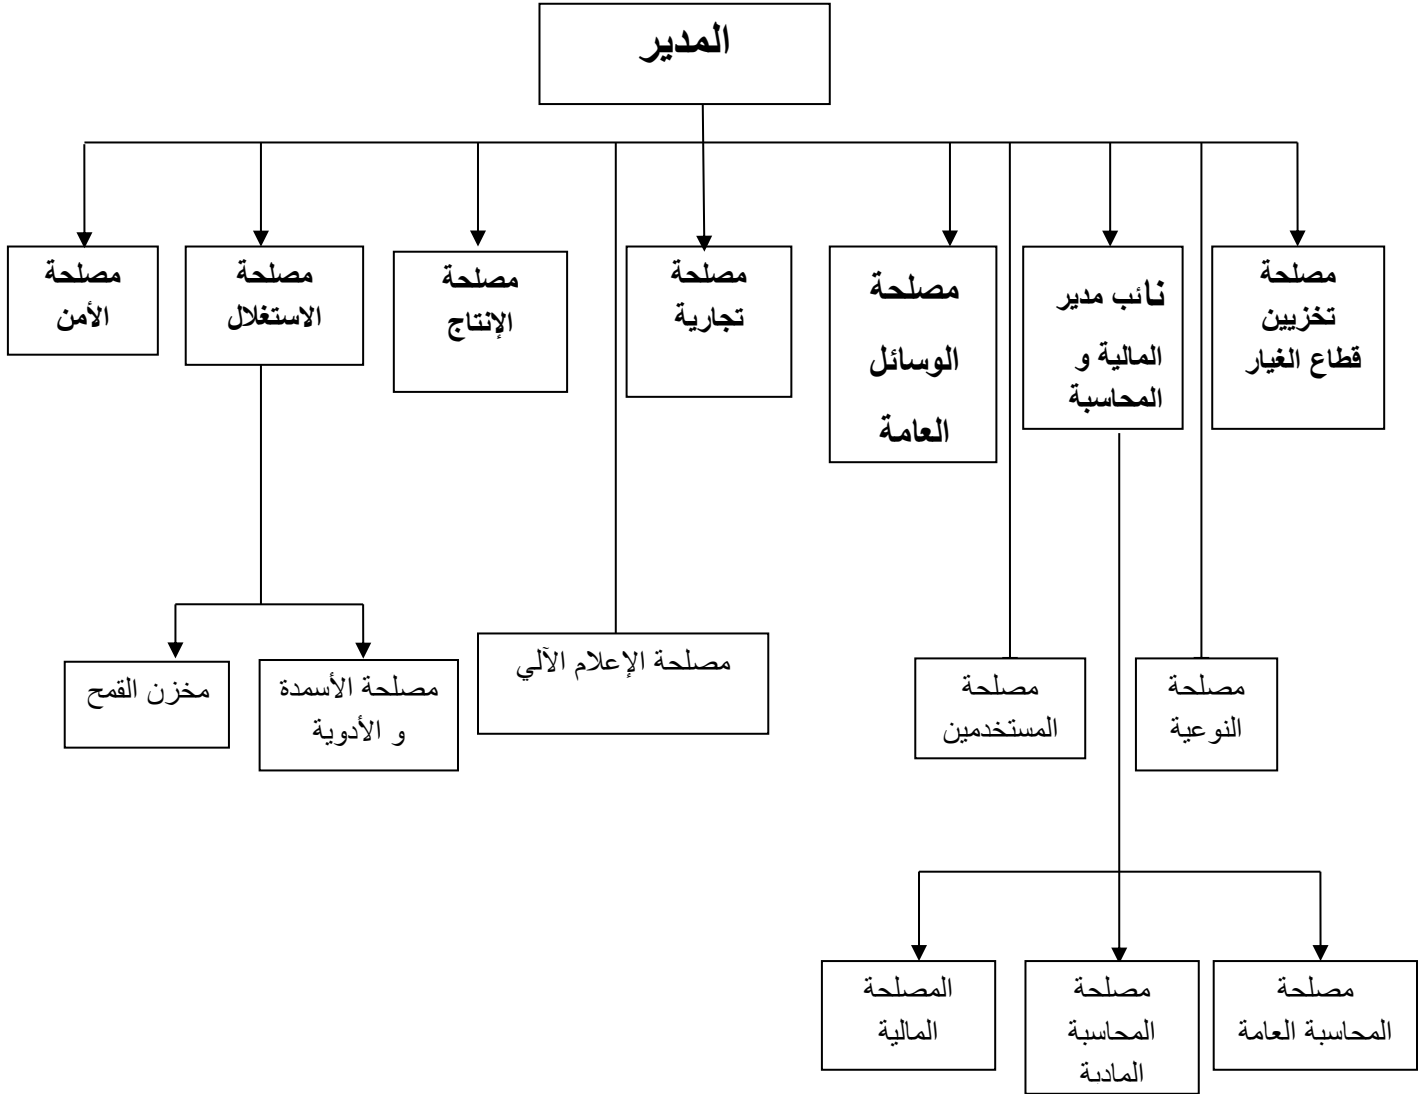 المدير
مصلحة
تخزيين
قطاع الغيار
نائب مدير
المالية و
المحاسبة
مصلحة
الوسائل
العامة
مصلحة
تجارية
مصلحة
الإنتاج
مصلحة
الاستغلال
مصلحة
الأمن
مصلحة
النوعية
مصلحة
المستخدمين
مصلحة الإعلام الآلي
مصلحة الأسمدة
و الأدوية
مخزن القمح
مصلحة
المحاسبة العامة
مصلحة
المحاسبة
المادية
المصلحة
المالية